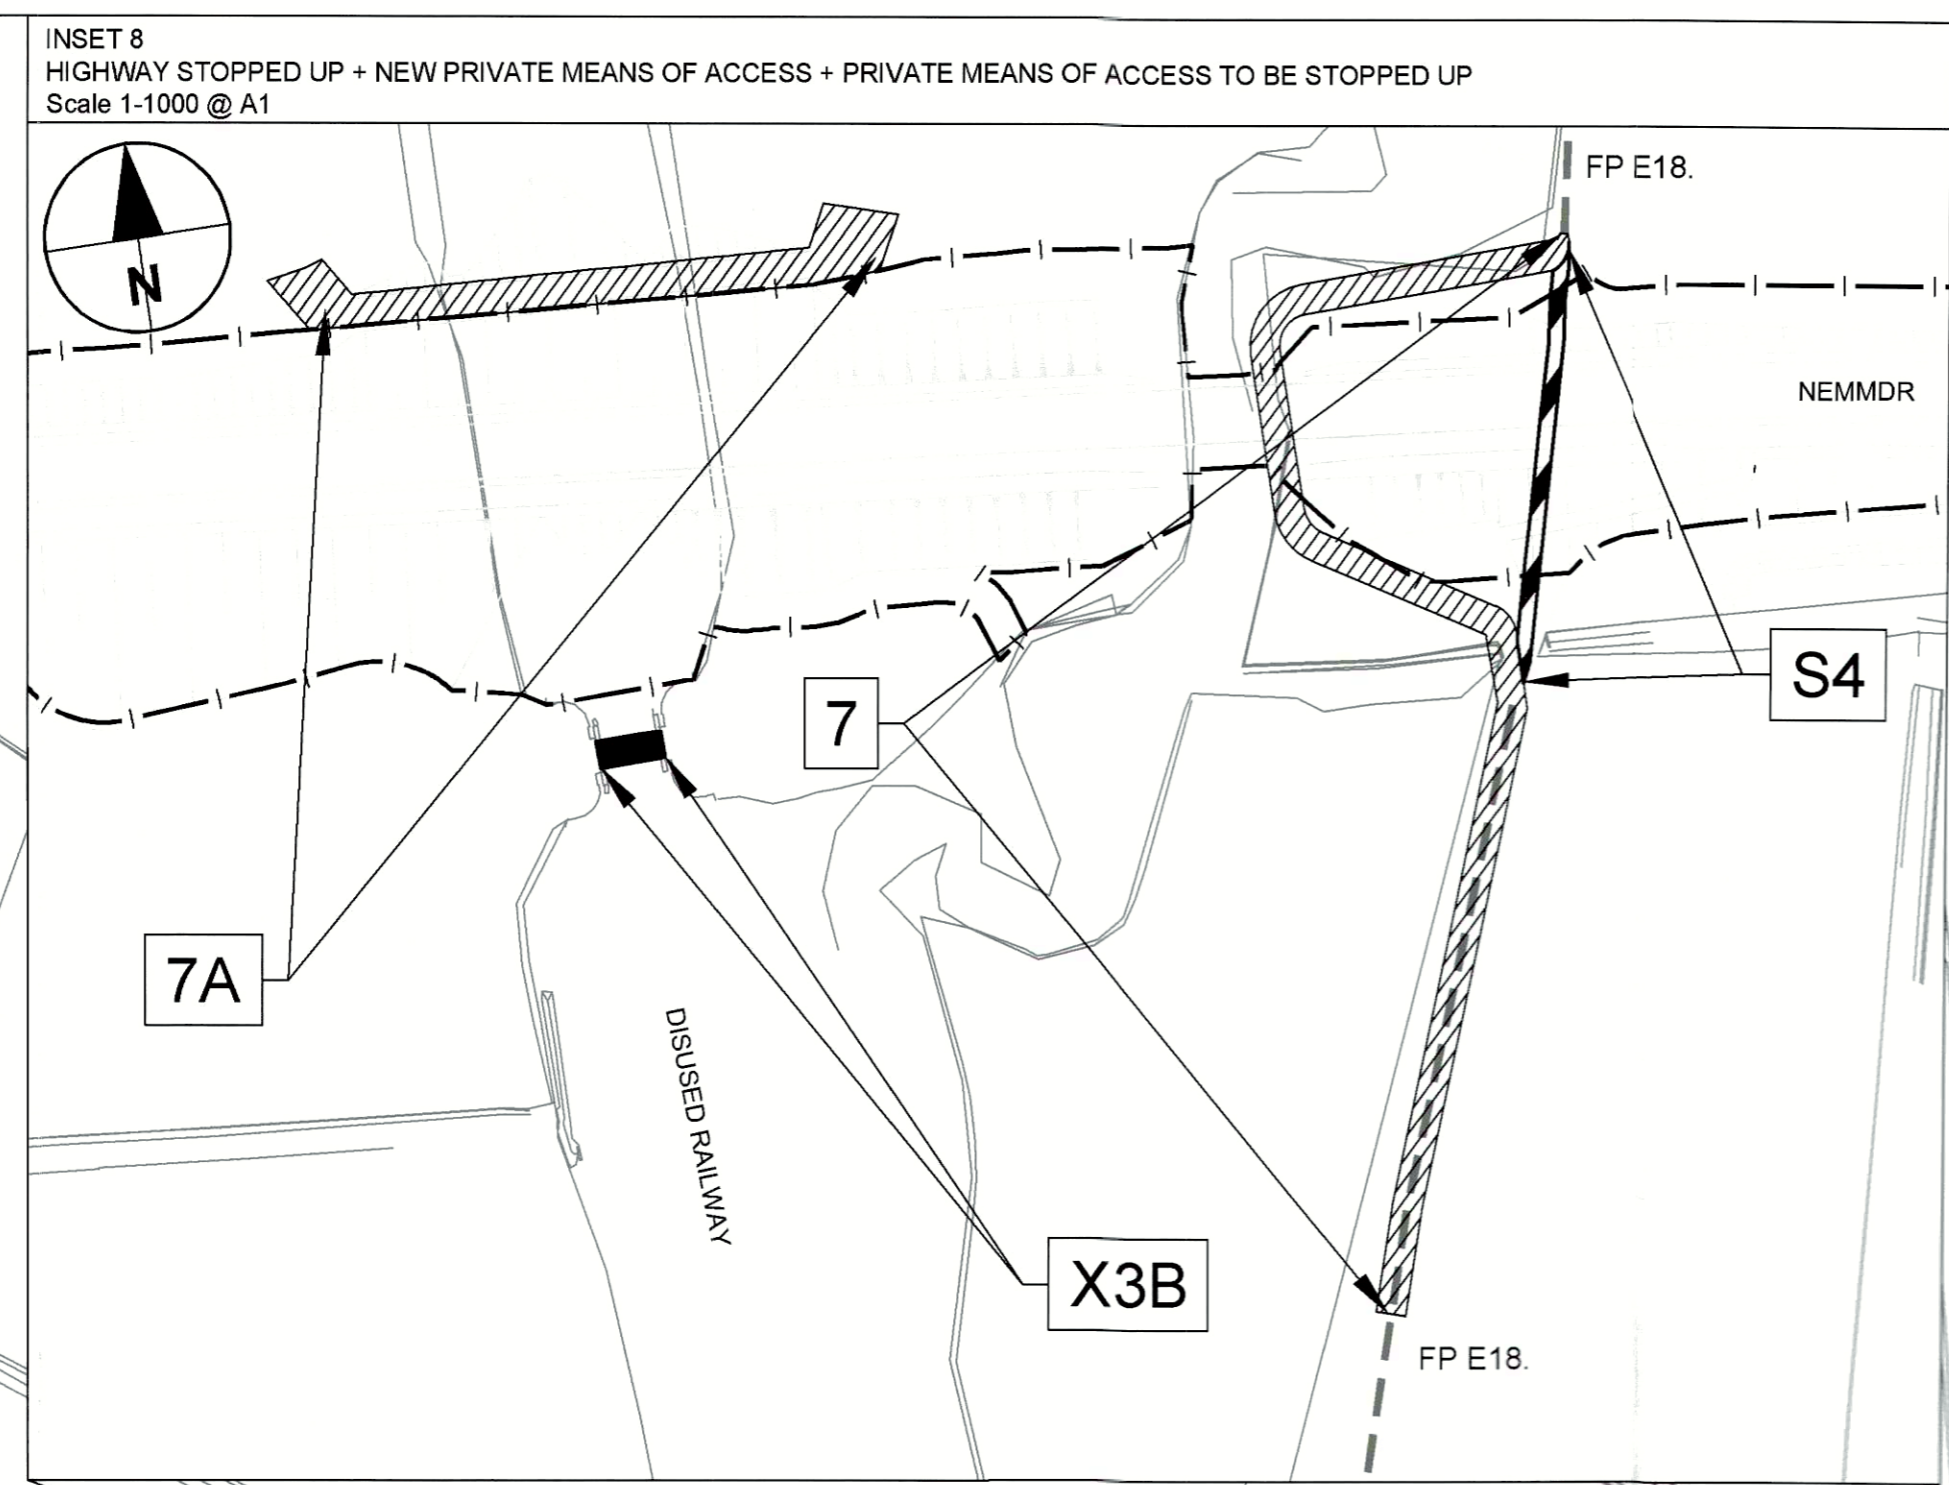 INSET 8
HIGHWAY STOPPED UP + NEW PRIVATE MEANS OF ACCESS + PRIVATE MEANS OF ACCESS TO BE STOPPED UP
Scale 1-1000 @ A1
FP E18.
N
NEMMDR
S4
7
7A
DISUSED RAILWAY
X3B
FP E18.